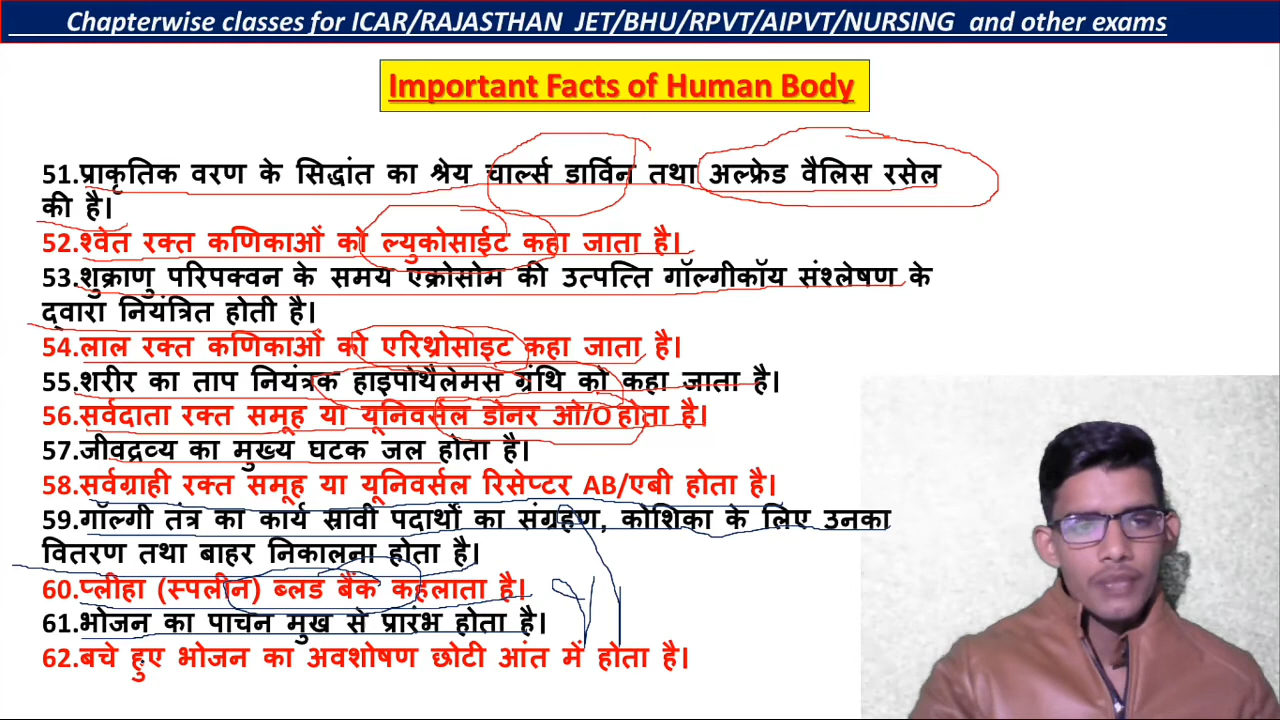 Chapterwise classes for ICAR/RAJASTHAN JET/BHU/RPVT/AIPVT/NURSING and other exams
Important Facts of Human Body
51.प्राकृतिक वरण के सिद्धांत का श्रेय चार्ल्स डार्विन तथा अल्फ्रेड वैलिस रसेल
की है।
52.श्वेत रक्त कणिकाओं को ल्युकोसाईट कहा जाता है।
53.शुक्राणु परिपक्वन के समय एक्रोसोम की उत्पत्ति गॉल्गीकॉय संश्लेषण के
द्वारा नियंत्रित होती है।
54.लाल रक्त कणिकाओं को एरिथ्रोसाइट कहा जाता है।
55.शरीर का ताप नियंत्रक हाइपोथैलेमस ग्रंथि को कहा जाता है।
56.सर्वदाता रक्त समूह या यूनिवर्सल डोनर ओ/O होता है।
57.जीवद्रव्य का मुख्य घटक जल होता है।
58.सर्वग्राही रक्त समूह या यूनिवर्सल रिसेप्टर AB/एबी होता है।
59.गॉल्गी तंत्र का कार्य स्रावी पदार्थों का संग्रहण, कोशिका के लिए उनका
वितरण तथा बाहर निकालना होता है।
60.प्लीहा (स्पलीन) ब्लड बैंक कहलाता है।
61.भोजन का पाचन मुख से प्रारंभ होता है।
62.बचे हुए भोजन का अवशोषण छोटी आंत में होता है।